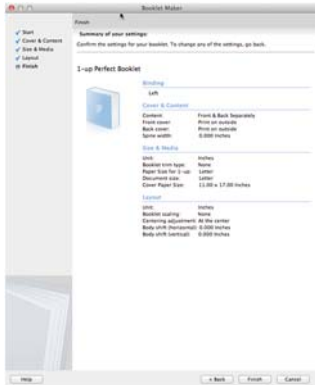 Booklet Maker
Finish
Start
Cover & Content
Size & Media
Layout
Finish
Summary of your settings:
Confirm the settings for your booklet. To change any of the settings, go back.
1-up Perfect Booklet
Binding
Left
Cover & Content
Content: Front & Back Separately
Front cover: Print on outside
Back cover: Print on outside
Spine width: 0.000 Inches
Size & Media
Unit: Inches
Booklet trim type: None
Paper Size for 1-up: Letter
Document size: Letter
Cover Paper Size: 11.00 x 17.00 Inches
Layout
Unit: Inches
Booklet scaling: None
Centering adjustment: At the center
Body shift (horizontal): 0.000 Inches
Body shift (vertical): 0.000 Inches
Help
< Back
Finish
Cancel